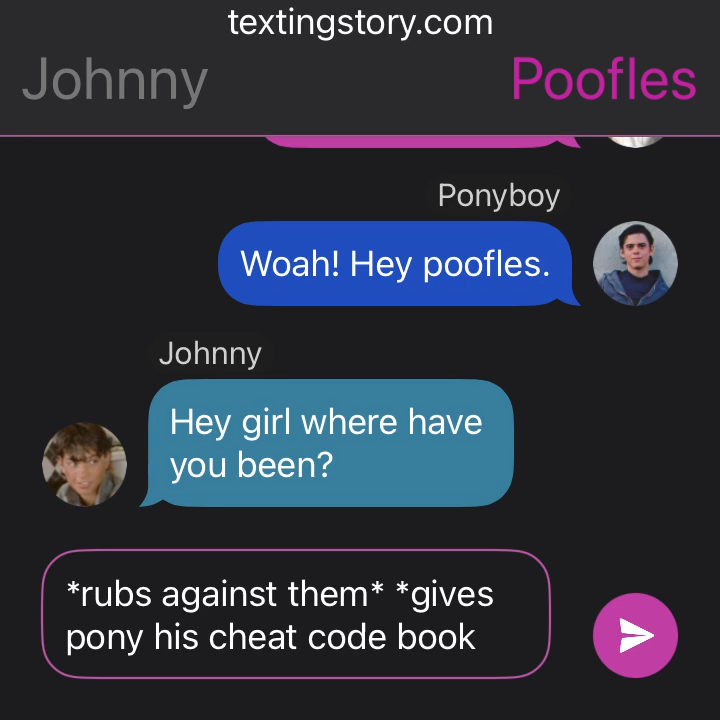 textingstory.com
Johnny Poofles
Ponyboy
Woah! Hey poofles.
Johnny
Hey girl where have
you been?
*rubs against them* *gives
pony his cheat code book